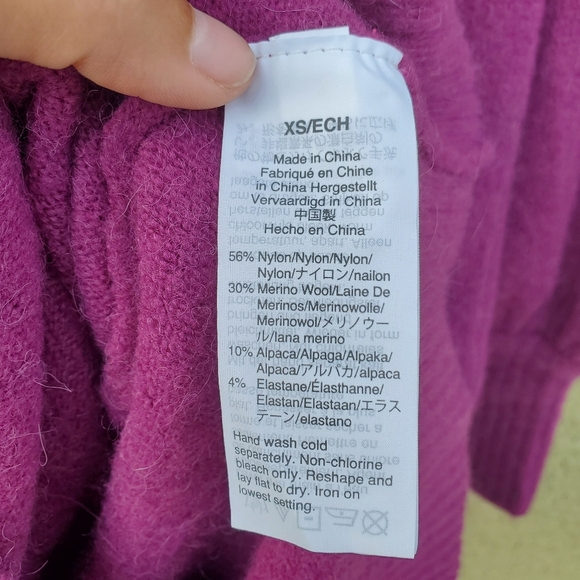 XS/ECH
Made in China
Fabriqué en Chine
in China Hergestellt
Vervaardigd in China
中国製
Hecho en China
56% Nylon/Nylon/Nylon/
Nylon/ナイロン/nailon
30% Merino Wool/Laine De
Merinos/Merinowolle/
Merinowol/メリノウー
ル/lana merino
10% Alpaca/Alpaga/Alpaka/
Alpaca/アルパカ/alpaca
4% Elastane/Élasthanne/
Elastan/Elastaan/エラス
テーン/elastano
Hand wash cold
separately. Non-chlorine
bleach only. Reshape and
lay flat to dry. Iron on
lowest setting.